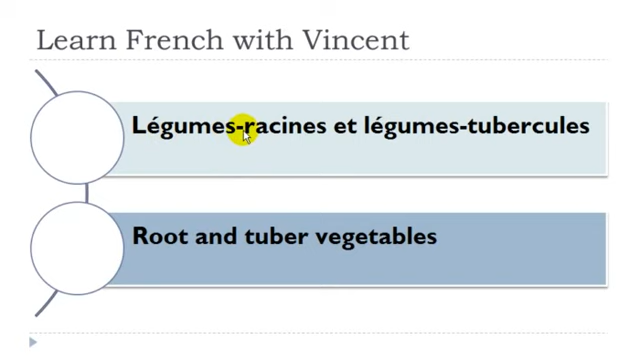 Learn French with Vincent
Légumes-racines et légumes-tubercules
Root and tuber vegetables